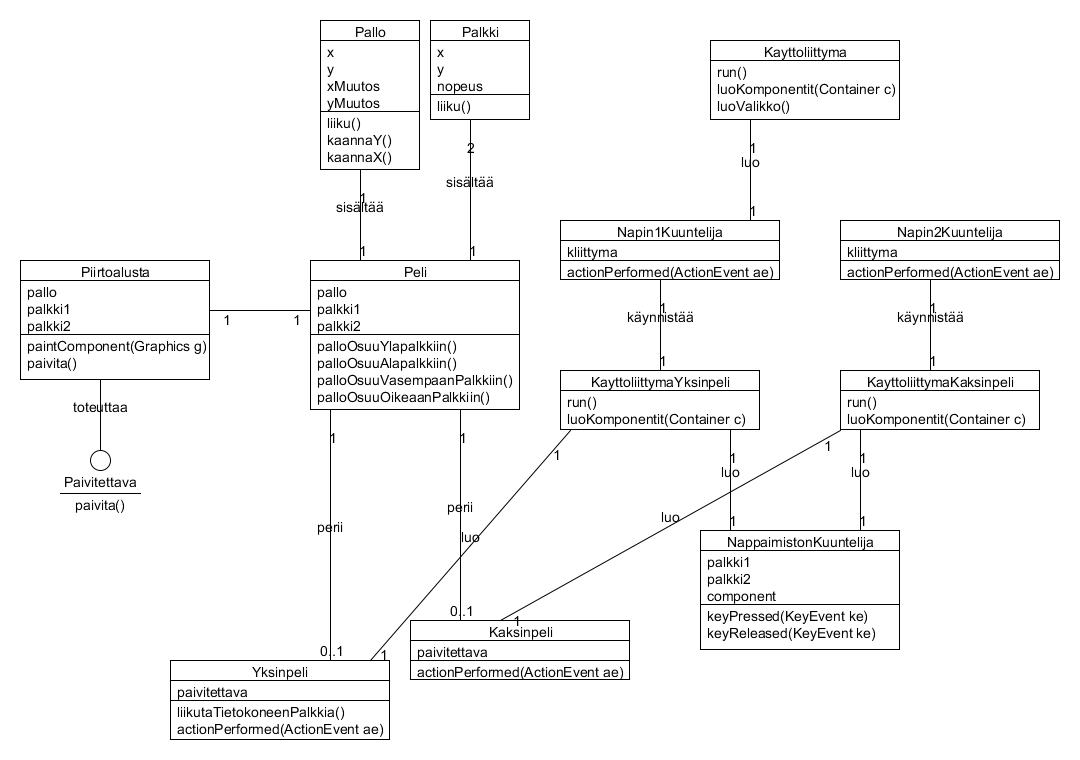 Pallo
x
y
xMuutos
yMuutos
liiku()
kaannaY()
kaannaX()
Palkki
x
y
nopeus
liiku()
Kayttoliittyma
run()
luoKomponentit(Container c)
luoValikko()
1
sisältää
1
2
sisältää
1
1
luo
1
Napin1Kuuntelija
kliittyma
actionPerformed(ActionEvent ae)
Napin2Kuuntelija
kliittyma
actionPerformed(ActionEvent ae)
Piirtoalusta
pallo
palkki1
palkki2
paintComponent(Graphics g)
paivita()
1
1
Peli
pallo
palkki1
palkki2
palloOsuuYlapalkkiin()
palloOsuuAlapalkkiin()
palloOsuuVasempaanPalkkiin()
palloOsuuOikeaanPalkkiin()
1
käynnistää
1
1
käynnistää
1
KayttoliittymaYksinpeli
run()
luoKomponentit(Container c)
KayttoliittymaKaksinpeli
run()
luoKomponentit(Container c)
toteuttaa
Paivitettava
paivita()
1
perii
0..1
1
perii
0..1
1
luo
1
1
luo
1
1
luo
1
1
luo
1
NappaimistonKuuntelija
palkki1
palkki2
component
keyPressed(KeyEvent ke)
keyReleased(KeyEvent ke)
Kaksinpeli
paivitettava
actionPerformed(ActionEvent ae)
Yksinpeli
paivitettava
liikutaTietokoneenPalkkia()
actionPerformed(ActionEvent ae)